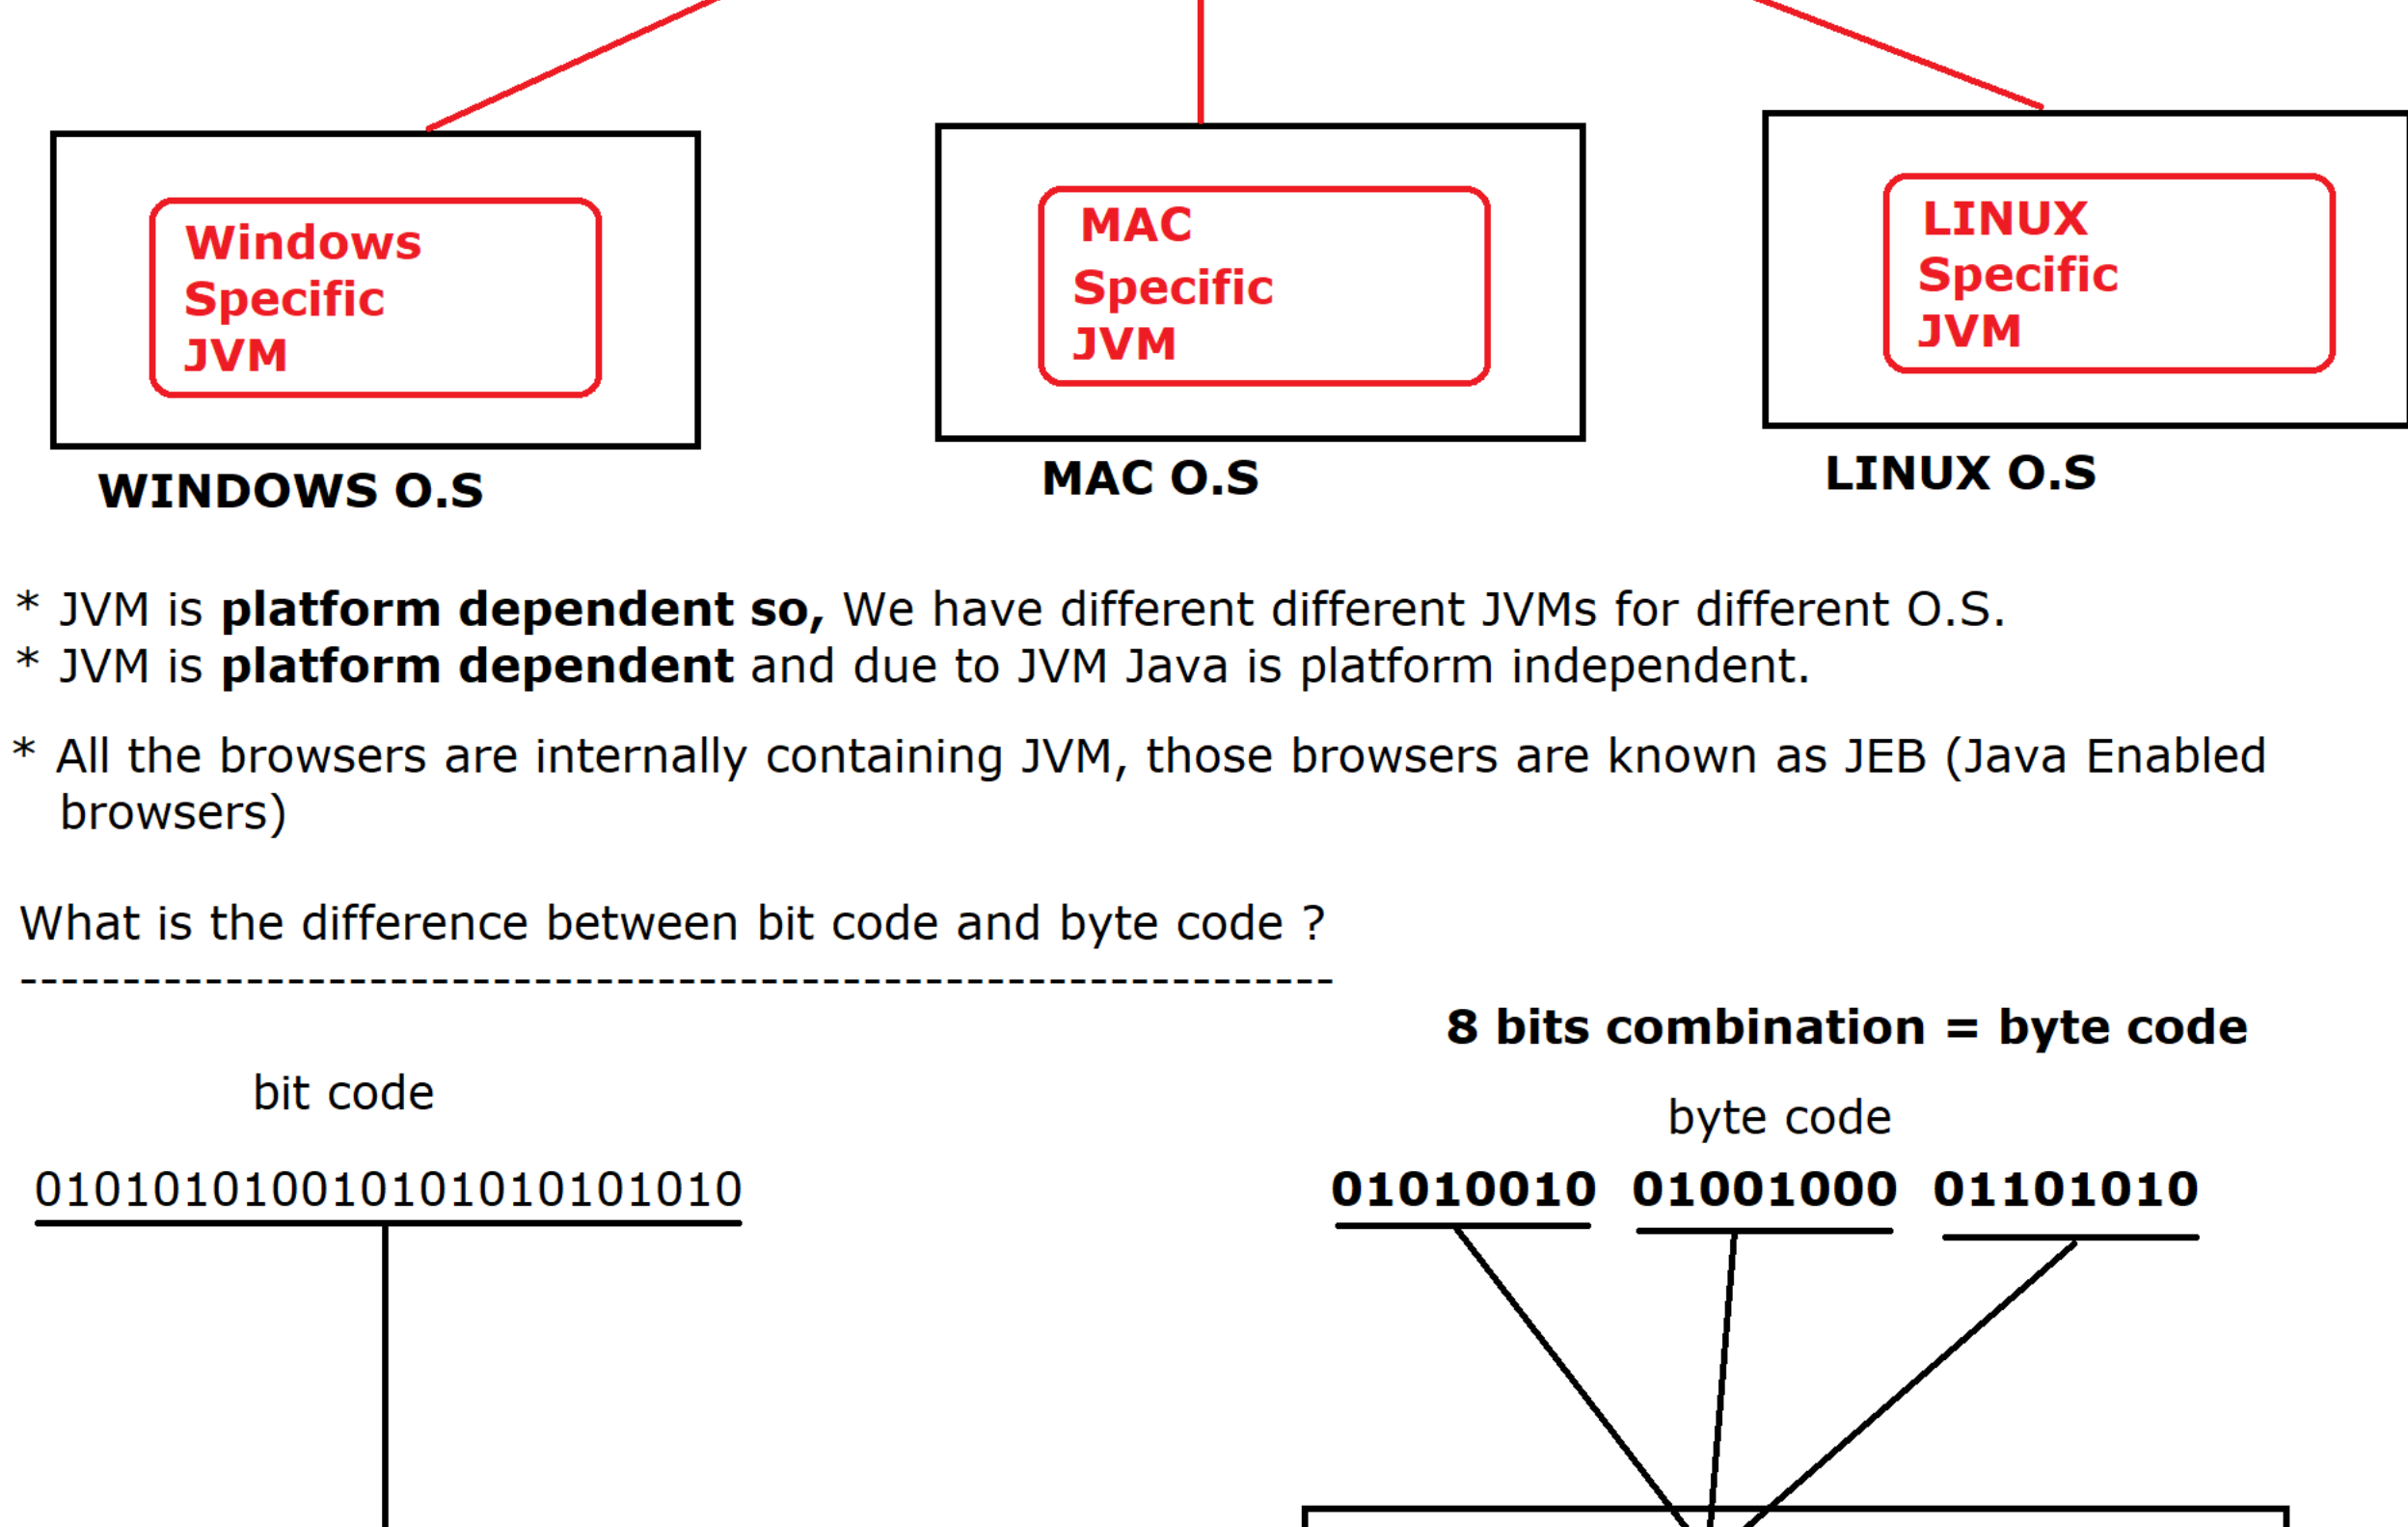 Windows
Specific
JVM
MAC
Specific
JVM
LINUX
Specific
JVM
WINDOWS O.S
MAC O.S
LINUX O.S
* JVM is platform dependent so, We have different different JVMs for different O.S.
* JVM is platform dependent and due to JVM Java is platform independent.
* All the browsers are internally containing JVM, those browsers are known as JEB (Java Enabled
browsers)
What is the difference between bit code and byte code ?
-----------------------------------------------------------------
8 bits combination = byte code
bit code
byte code
010101010010101010101010
01010010 01001000 01101010